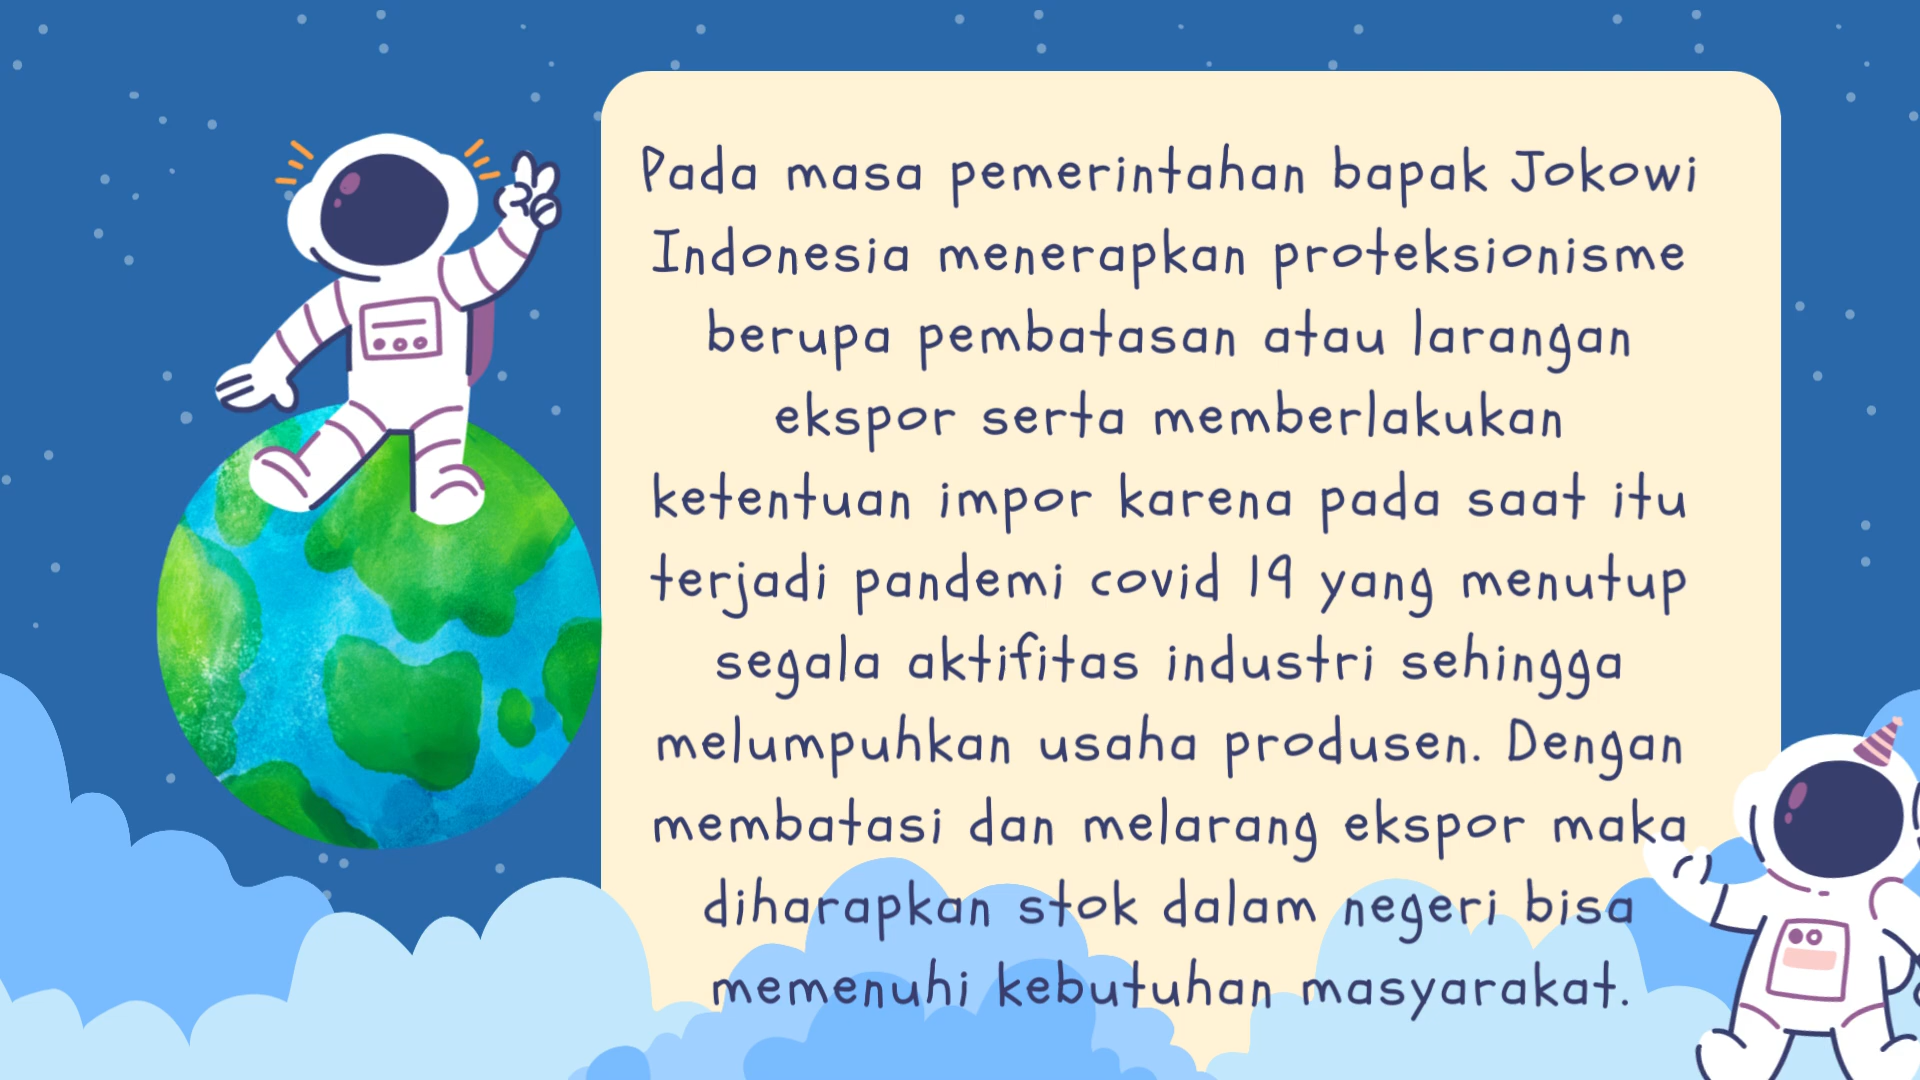 Pada masa pemerintahan bapak Jokowi
Indonesia menerapkan proteksionisme
berupa pembatasan atau larangan
ekspor serta memberlakukan
ketentuan impor karena pada saat itu
terjadi pandemi covid 19 yang menutup
segala aktifitas industri sehingga
melumpuhkan usaha produsen. Dengan
membatasi dan melarang ekspor maka
diharapkan stok dalam negeri bisa
memenuhi kebutuhan masyarakat.